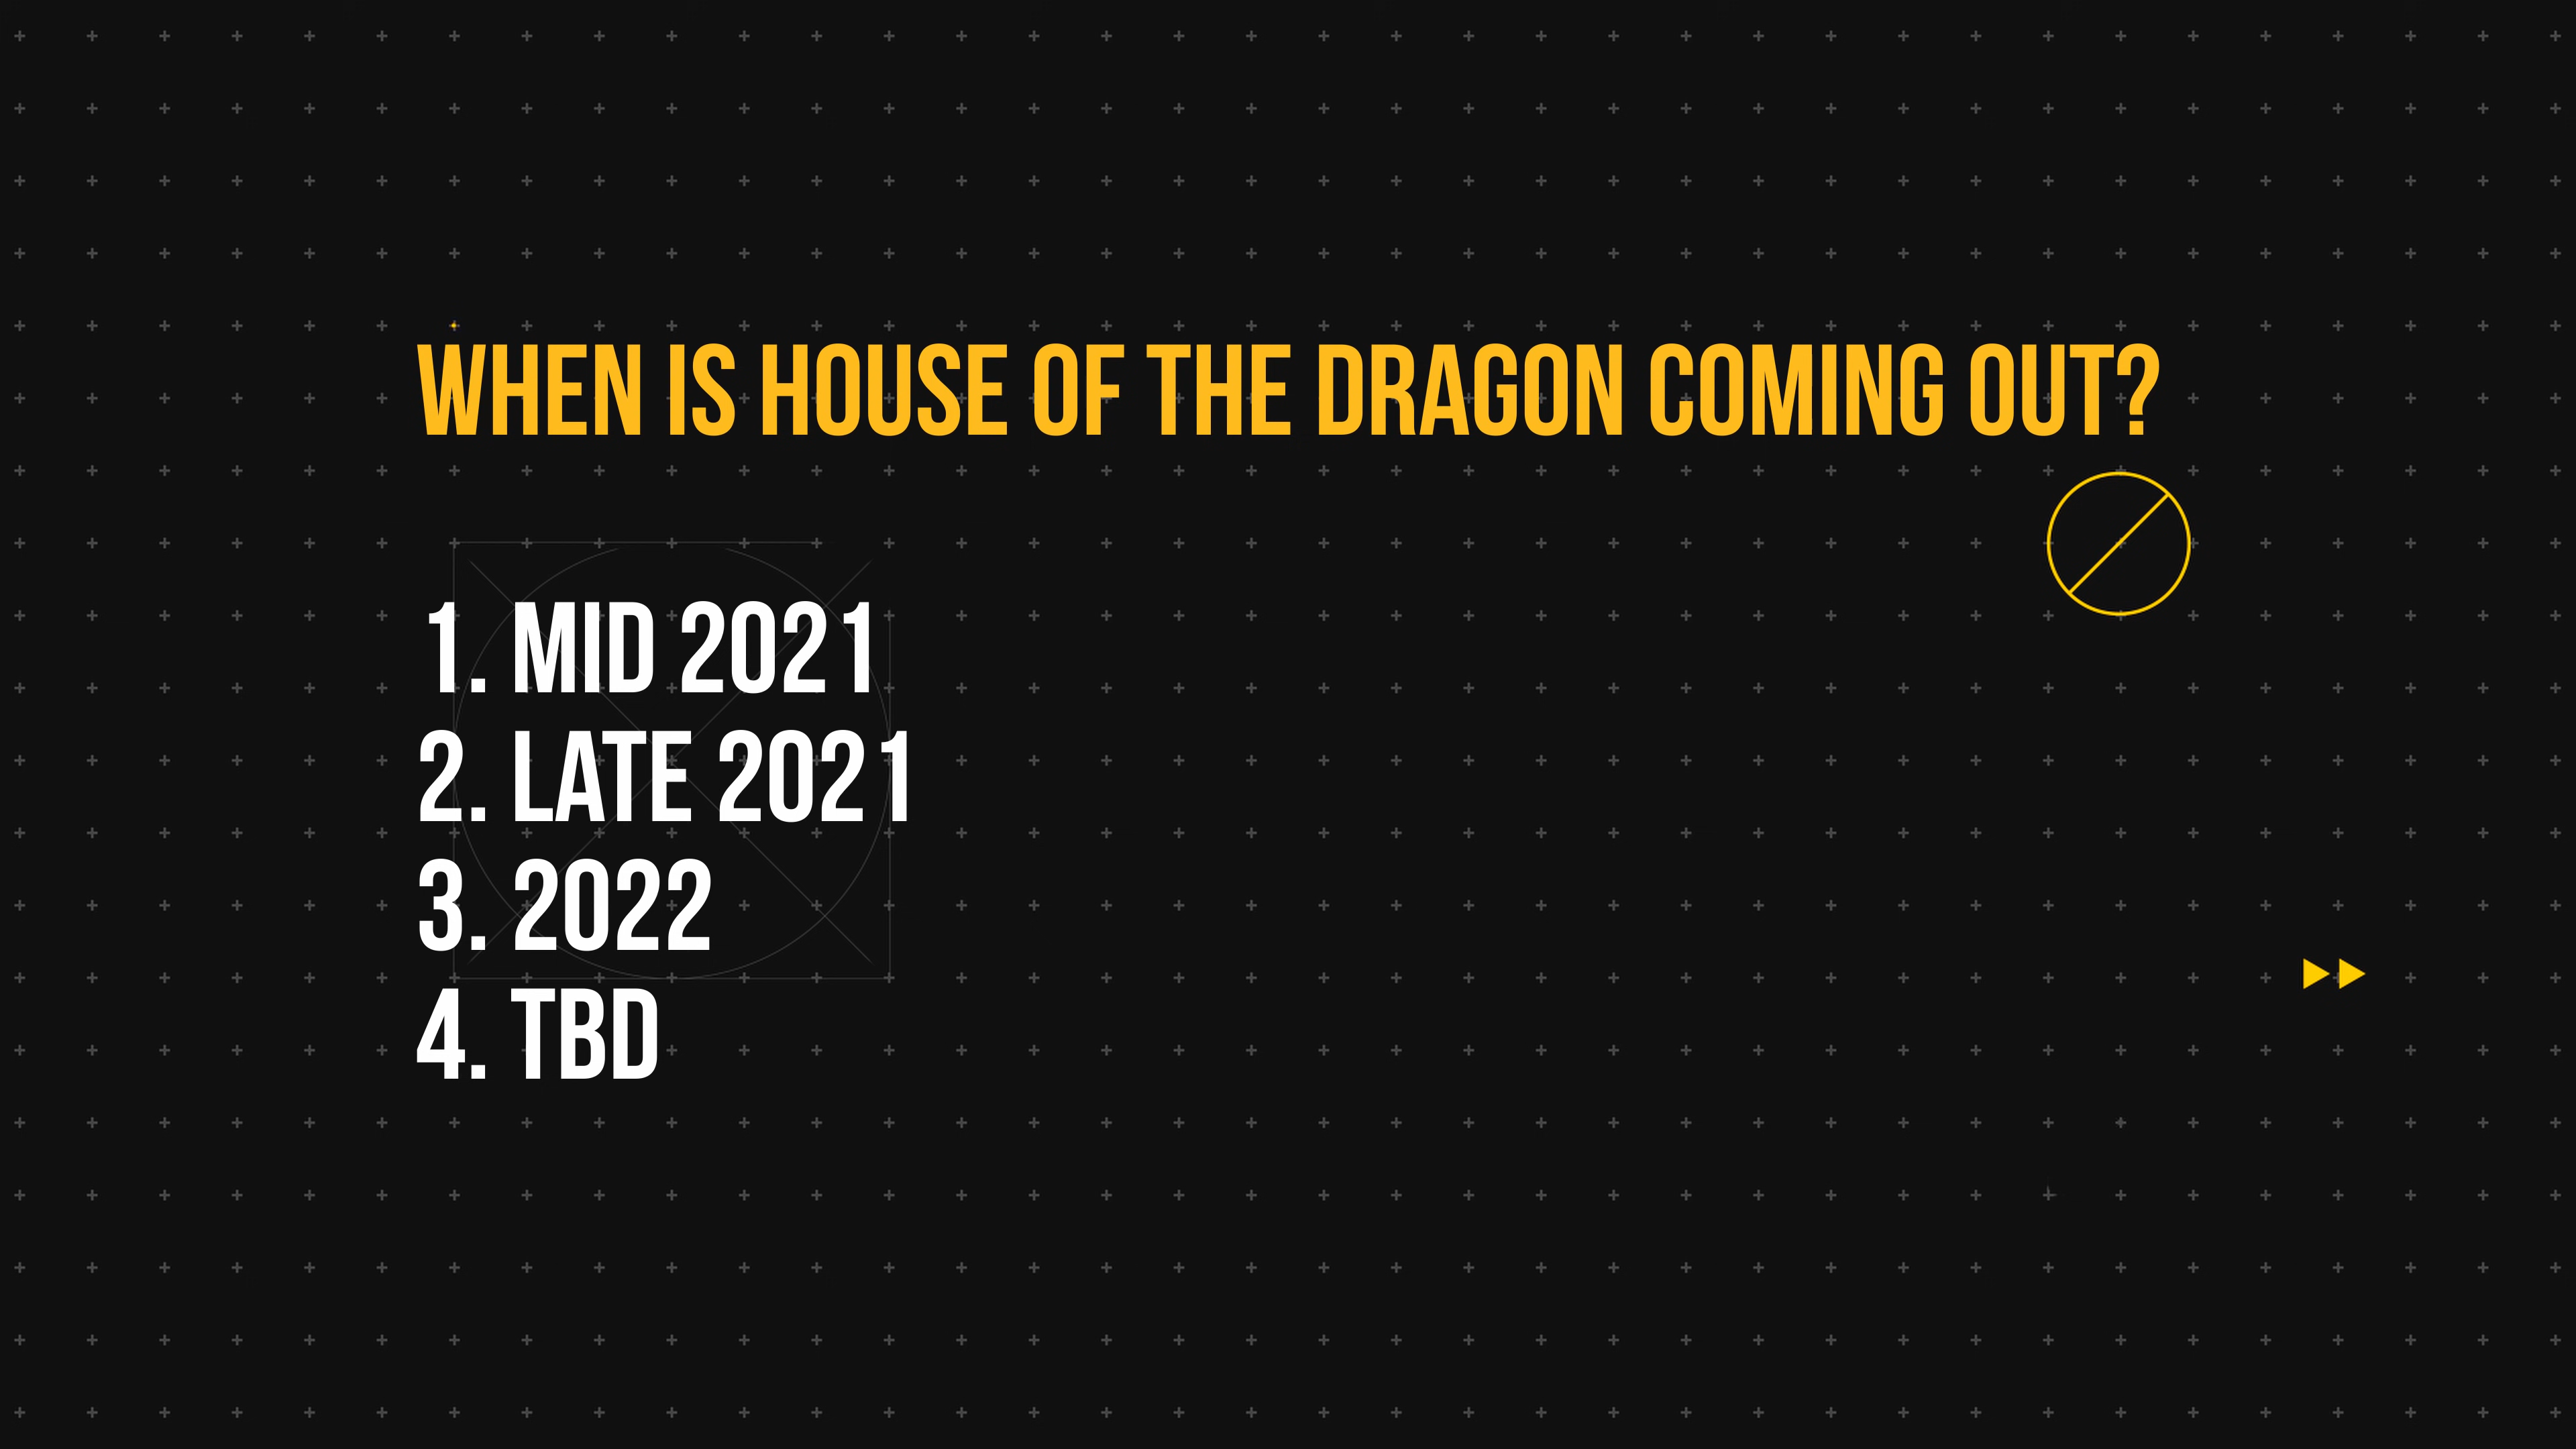 WHEN IS HOUSE OF THE DRAGON COMING OUT?
1. MID 2021
2. LATE 2021
3. 2022
4. TBD